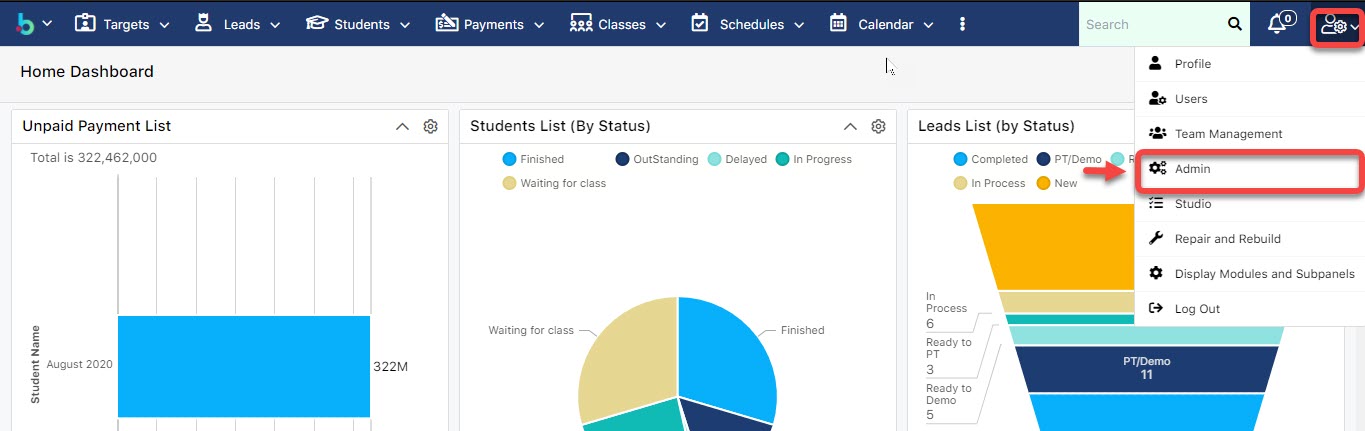 Targets Leads Students Payments Classes Schedules Calendar Search 0
Home Dashboard
Profile
Users
Team Management
Admin
Studio
Repair and Rebuild
Display Modules and Subpanels
Log Out
Unpaid Payment List
Total is 322,462,000
Student Name
August 2020
322M
Students List (By Status)
Finished OutStanding Delayed In Progress
Waiting for class
Waiting for class
Finished
Leads List (by Status)
Completed PT/Demo R
In Process New
In
Process
6
Ready to
PT
3
Ready to
Demo
5
PT/Demo
11